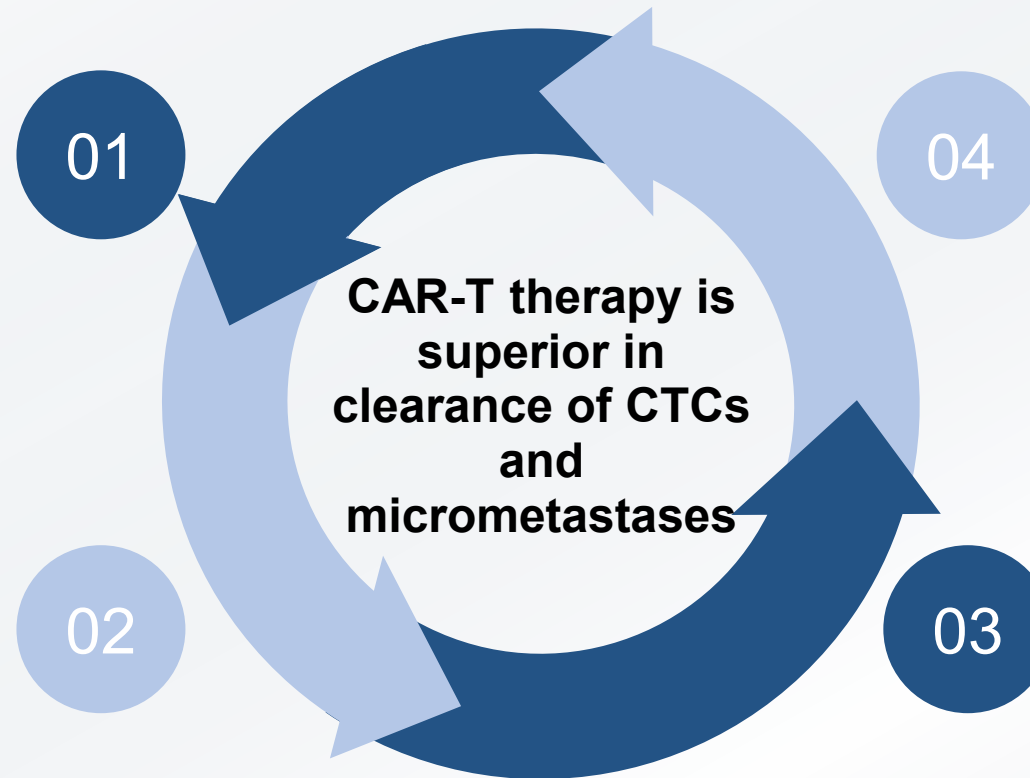 01
04
CAR-T therapy is
superior in
clearance of CTCs
and
micrometastases
02
03